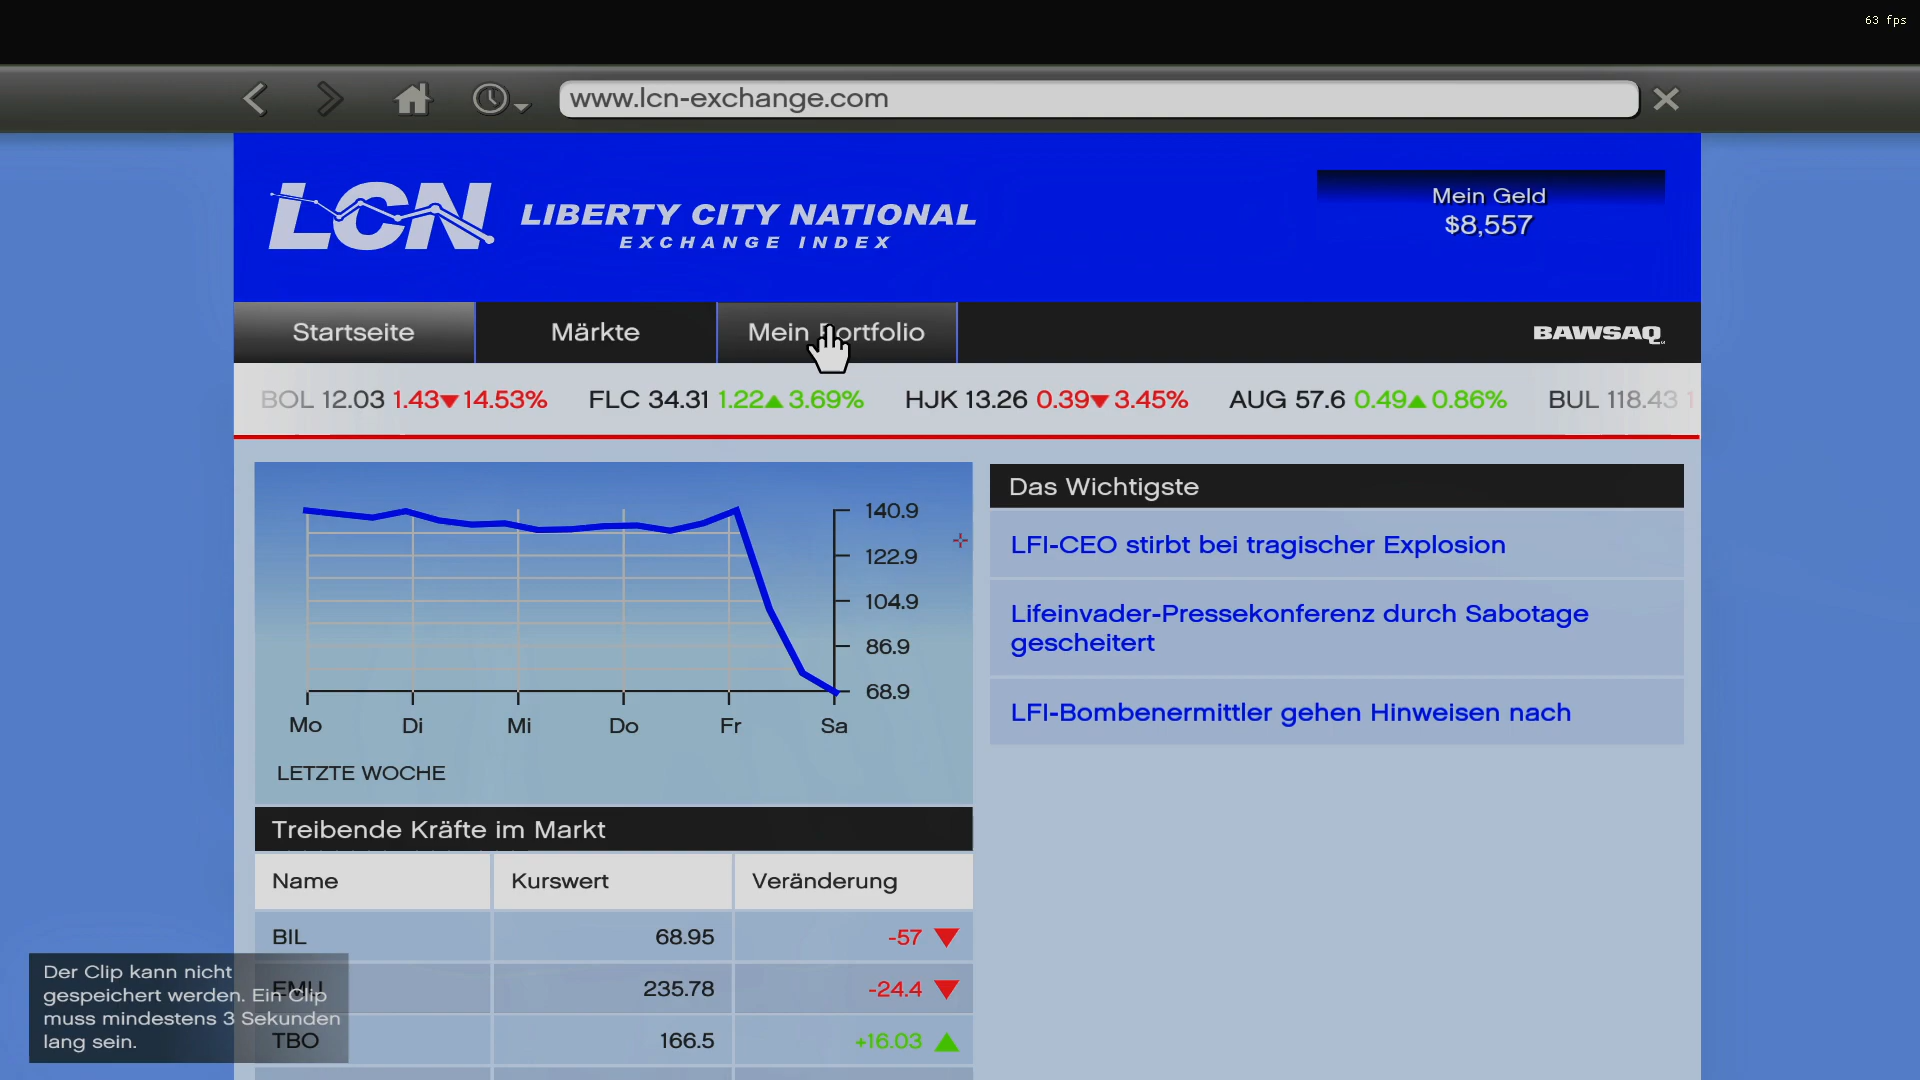 63 fps
www.lcn-exchange.com
LCN
LIBERTY CITY NATIONAL
EXCHANGE INDEX
Mein Geld
$8,557
Startseite
Märkte
Mein Portfolio
BAWSAQ
BOL 12.03 1.43▼14.53% FLC 34.31 1.22▲3.69% HJK 13.26 0.39▼3.45% AUG 57.6 0.49▲0.86% BUL 118.43 1
140.9
122.9
104.9
86.9
68.9
Mo Di Mi Do Fr Sa
LETZTE WOCHE
Das Wichtigste
LFI-CEO stirbt bei tragischer Explosion
Lifeinvader-Pressekonferenz durch Sabotage
gescheitert
LFI-Bombenermittler gehen Hinweisen nach
Treibende Kräfte im Markt
Name Kurswert Veränderung
BIL 68.95 -57 ▼
EMU 235.78 -24.4 ▼
TBO 166.5 +16.03 ▲
Der Clip kann nicht
gespeichert werden. Ein Clip
muss mindestens 3 Sekunden
lang sein.